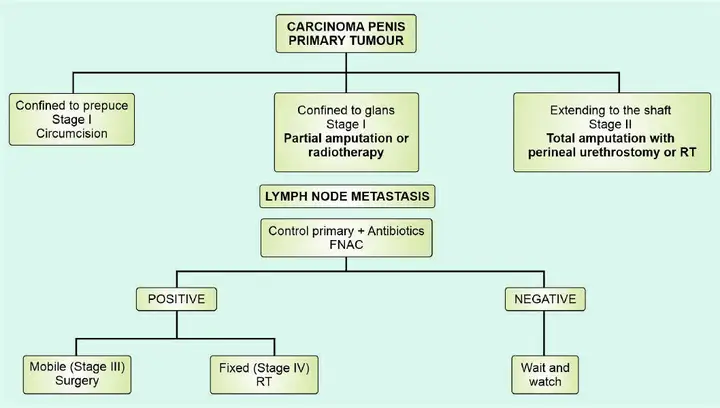 CARCINOMA PENIS
PRIMARY TUMOUR
Confined to prepuce
Stage I
Circumcision
Confined to glans
Stage I
Partial amputation or
radiotherapy
Extending to the shaft
Stage II
Total amputation with
perineal urethrostomy or RT
LYMPH NODE METASTASIS
Control primary + Antibiotics
FNAC
POSITIVE
NEGATIVE
Mobile (Stage III)
Surgery
Fixed (Stage IV)
RT
Wait and
watch